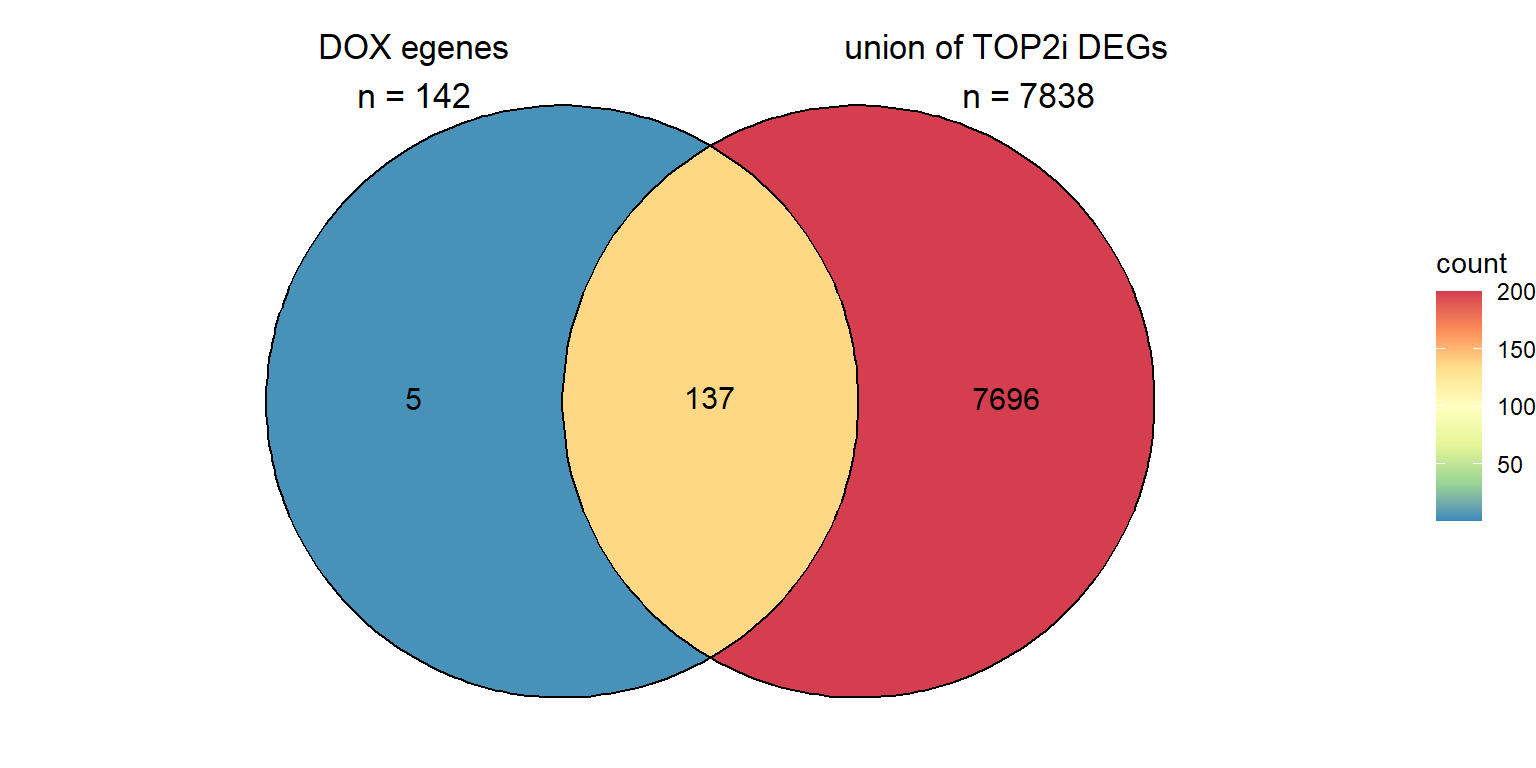 DOX egenes
n = 142
union of TOP2i DEGs
n = 7838
5
137
7696
count
200
150
100
50